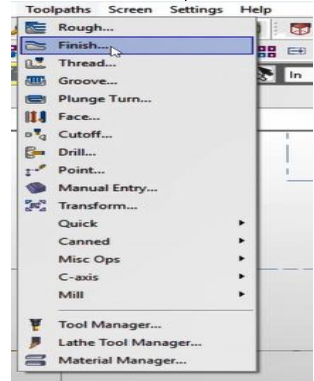 Toolpaths Screen Settings Help
Rough...
Finish...
In
Thread...
Groove...
Plunge Turn...
Face...
Cutoff...
Drill...
Point...
Manual Entry...
Transform...
Quick
Canned
Misc Ops
C-axis
Mill
Tool Manager...
Lathe Tool Manager...
Material Manager...